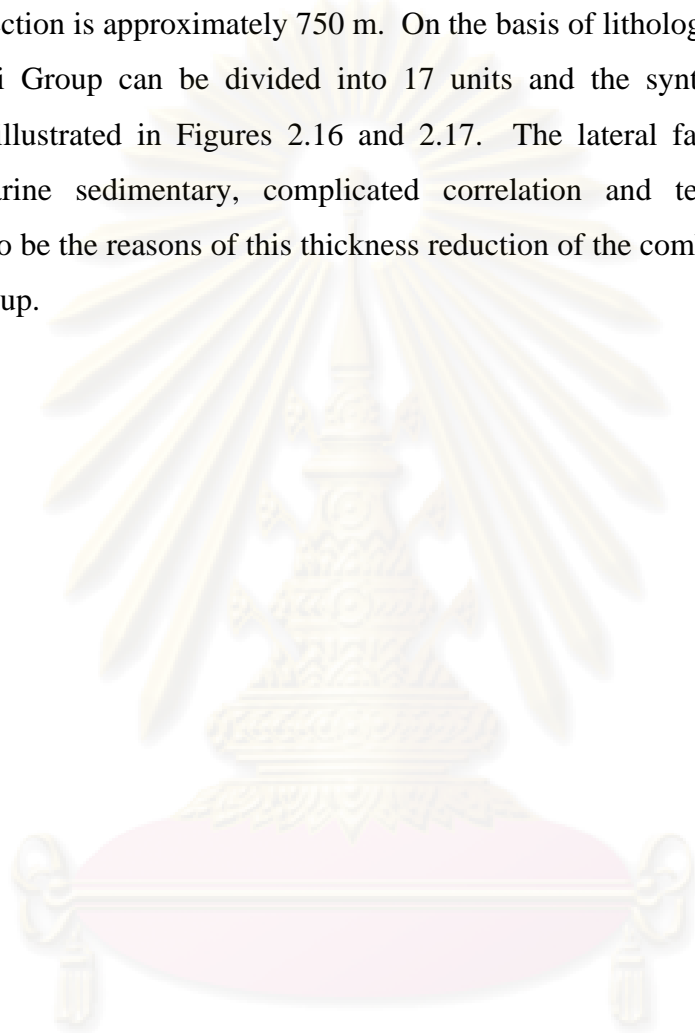 ction is approximately 750 m. On the basis of litholog
i Group can be divided into 17 units and the synt
illustrated in Figures 2.16 and 2.17. The lateral fa
arine sedimentary, complicated correlation and te
o be the reasons of this thickness reduction of the com
up.